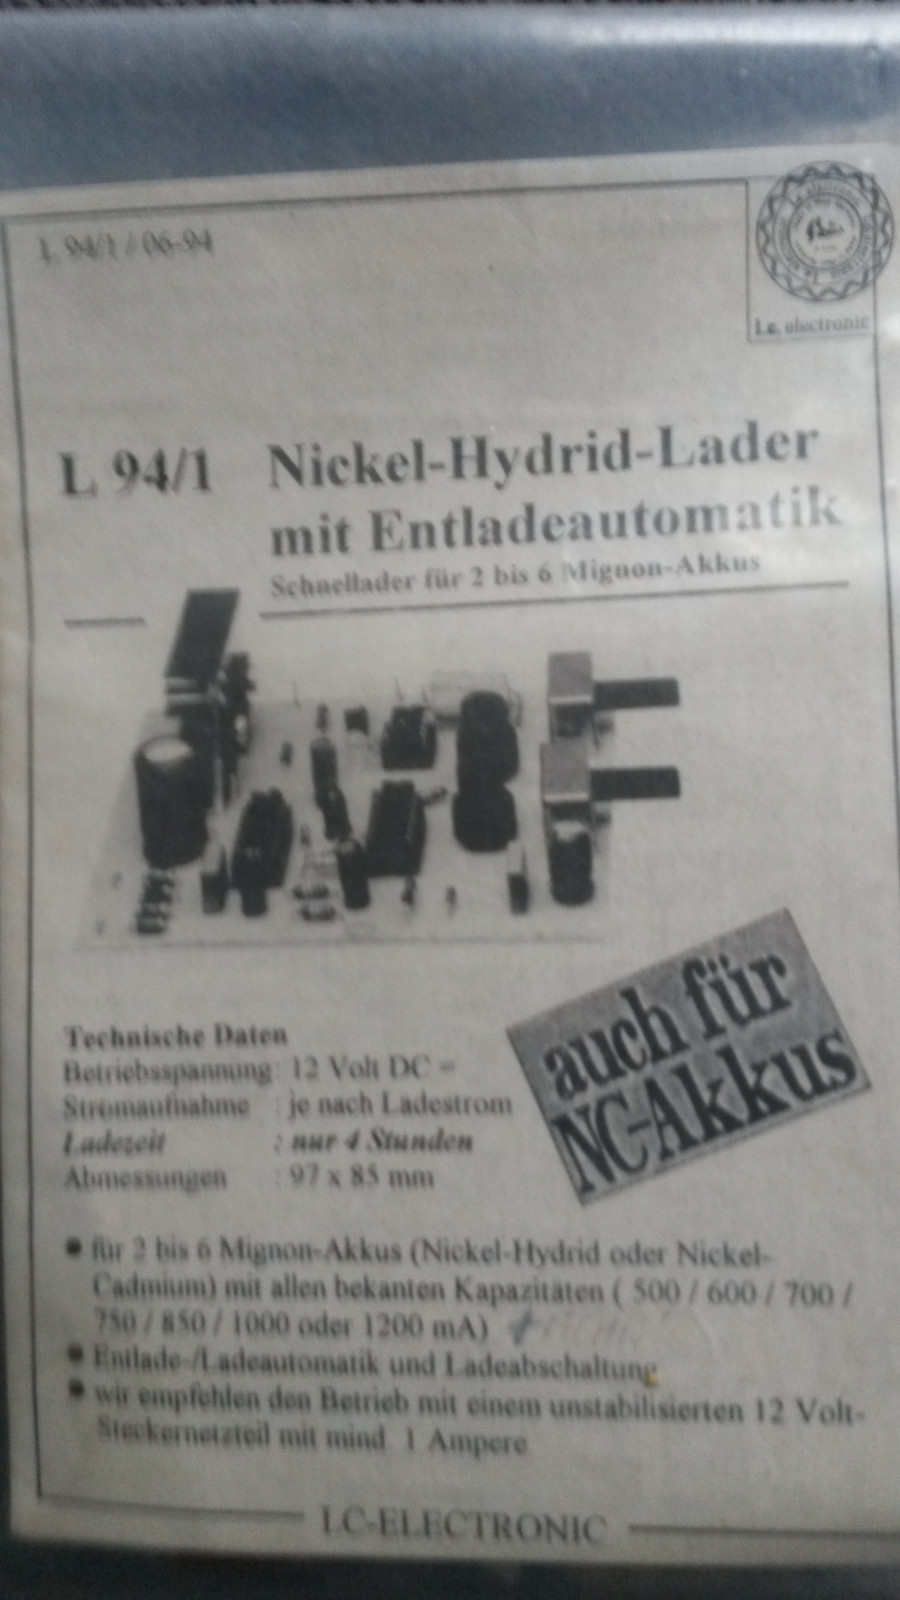 L 94/1 / 06-94
l.c. electronic
L 94/1 Nickel-Hydrid-Lader
mit Entladeautomatik
Schnellader für 2 bis 6 Mignon-Akkus
auch für
NC-Akkus
Technische Daten
Betriebsspannung : 12 Volt DC =
Stromaufnahme : je nach Ladestrom
Ladezeit : nur 4 Stunden
Abmessungen : 97 x 85 mm
● für 2 bis 6 Mignon-Akkus (Nickel-Hydrid oder Nickel-
Cadmium) mit allen bekanten Kapazitäten ( 500 / 600 / 700 /
750 / 850 / 1000 oder 1200 mA)
● Entlade-/Ladeautomatik und Ladeabschaltung
● wir empfehlen den Betrieb mit einem unstabilisierten 12 Volt-
Steckernetzteil mit mind. 1 Ampere
LC-ELECTRONIC